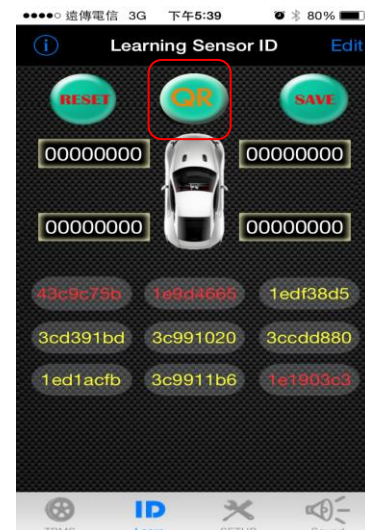 遠傳電信 3G 下午5:39 80%
Learning Sensor ID Edit
RESET QR SAVE
00000000 00000000
00000000 00000000
43c9c75b 1e9d4665 1edf38d5
3cd391bd 3c991020 3ccdd880
1ed1acfb 3c9911b6 1e1903c3
ID